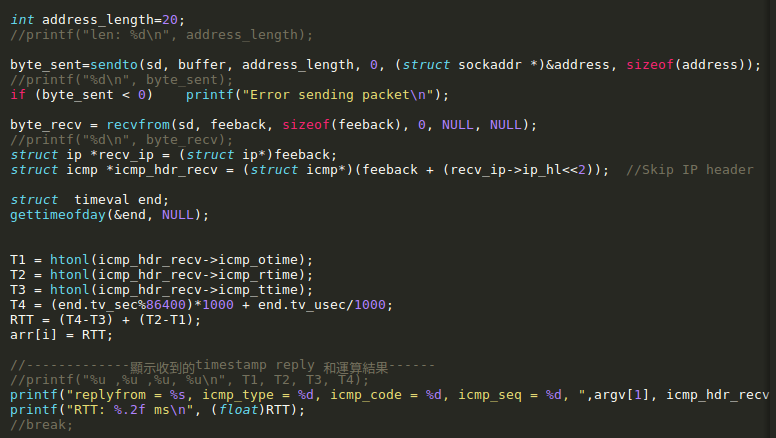 int address_length=20;
//printf("len: %d\n", address_length);
byte_sent=sendto(sd, buffer, address_length, 0, (struct sockaddr *)&address, sizeof(address));
//printf("%d\n", byte_sent);
if (byte_sent < 0)    printf("Error sending packet\n");
byte_recv = recvfrom(sd, feeback, sizeof(feeback), 0, NULL, NULL);
//printf("%d\n", byte_recv);
struct ip *recv_ip = (struct ip*)feeback;
struct icmp *icmp_hdr_recv = (struct icmp*)(feeback + (recv_ip->ip_hl<<2));  //Skip IP header
struct  timeval end;
gettimeofday(&end, NULL);
T1 = htonl(icmp_hdr_recv->icmp_otime);
T2 = htonl(icmp_hdr_recv->icmp_rtime);
T3 = htonl(icmp_hdr_recv->icmp_ttime);
T4 = (end.tv_sec%86400)*1000 + end.tv_usec/1000;
RTT = (T4-T3) + (T2-T1);
arr[i] = RTT;
//-------------顯示收到的timestamp reply 和運算結果------
//printf("%u ,%u ,%u, %u\n", T1, T2, T3, T4);
printf("replyfrom = %s, icmp_type = %d, icmp_code = %d, icmp_seq = %d, ",argv[1], icmp_hdr_recv
printf("RTT: %.2f ms\n", (float)RTT);
//break;